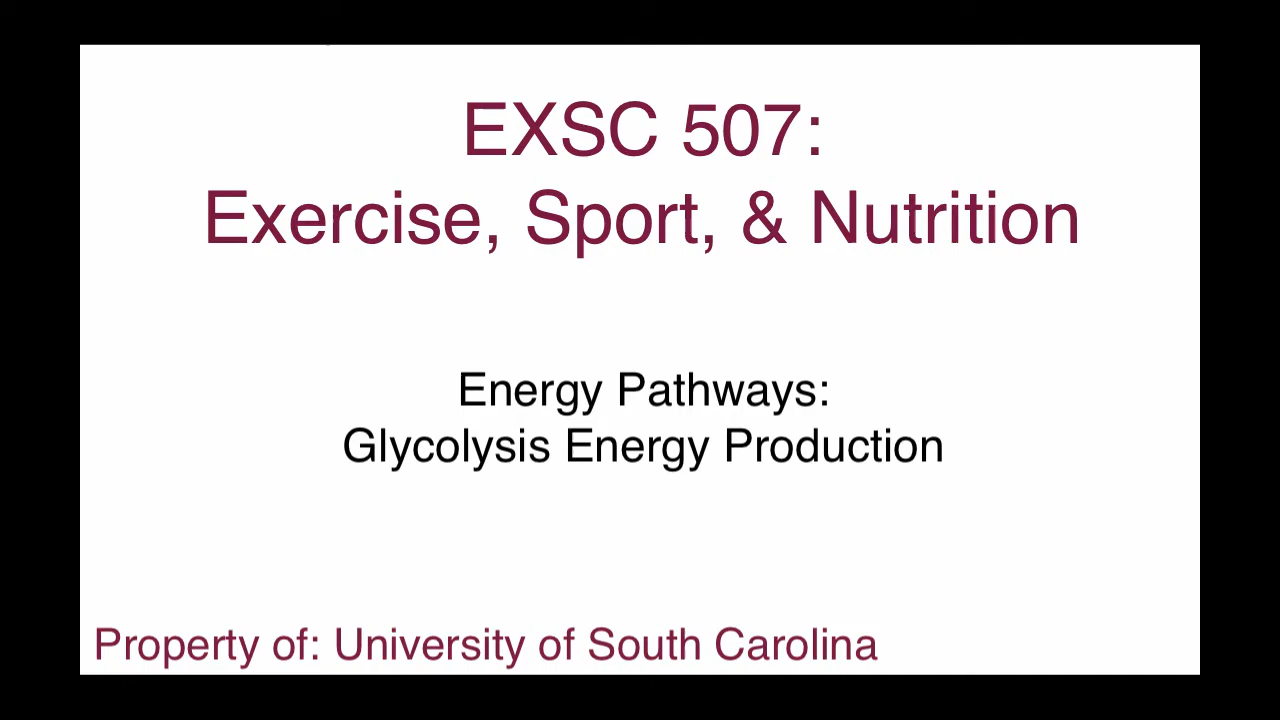 EXSC 507:
Exercise, Sport, & Nutrition
Energy Pathways:
Glycolysis Energy Production
Property of: University of South Carolina